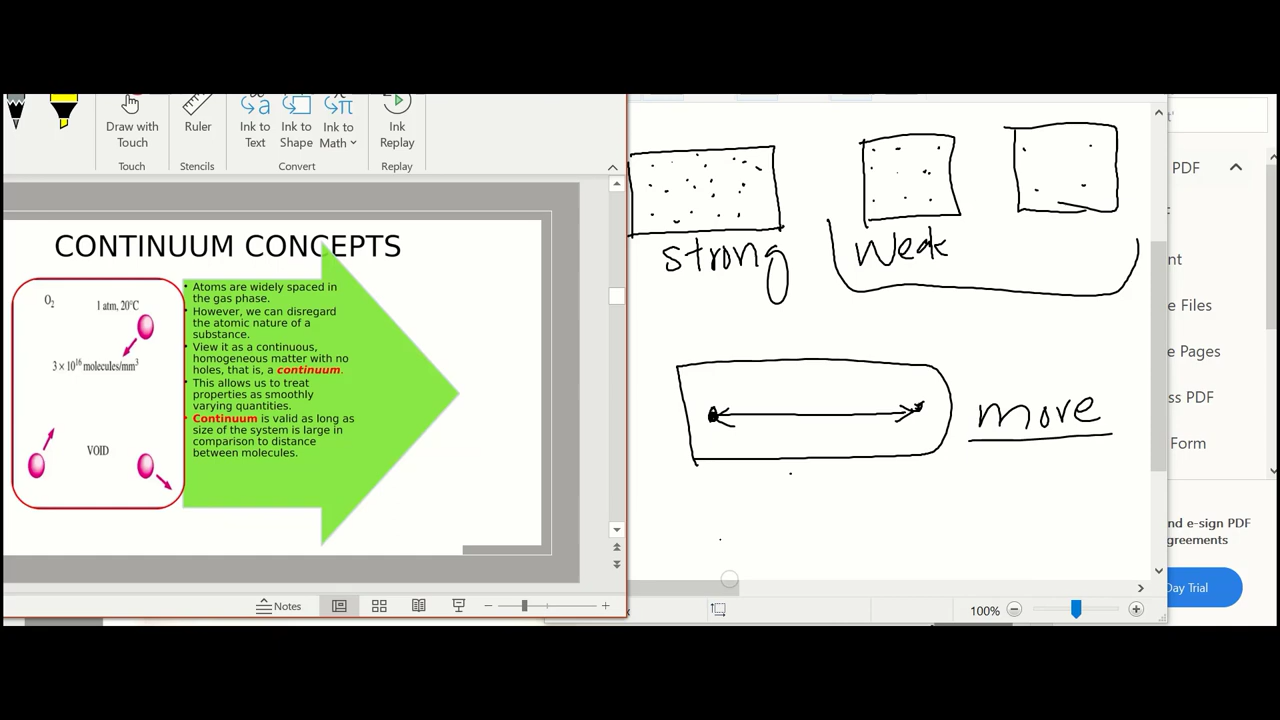 Draw with
Touch
Ruler
Ink to
Text
Ink to
Shape
Ink to
Math
Ink
Replay
Touch
Stencils
Convert
Replay
CONTINUUM CONCEPTS
O2
1 atm, 20°C
3 × 10^16 molecules/mm^3
VOID
• Atoms are widely spaced in
the gas phase.
• However, we can disregard
the atomic nature of a
substance.
• View it as a continuous,
homogeneous matter with no
holes, that is, a continuum.
• This allows us to treat
properties as smoothly
varying quantities.
• Continuum is valid as long as
size of the system is large in
comparison to distance
between molecules.
Notes
strong
Weak
more
100%
PDF
nt
e Files
e Pages
ss PDF
Form
nd e-sign PDF
greements
Day Trial